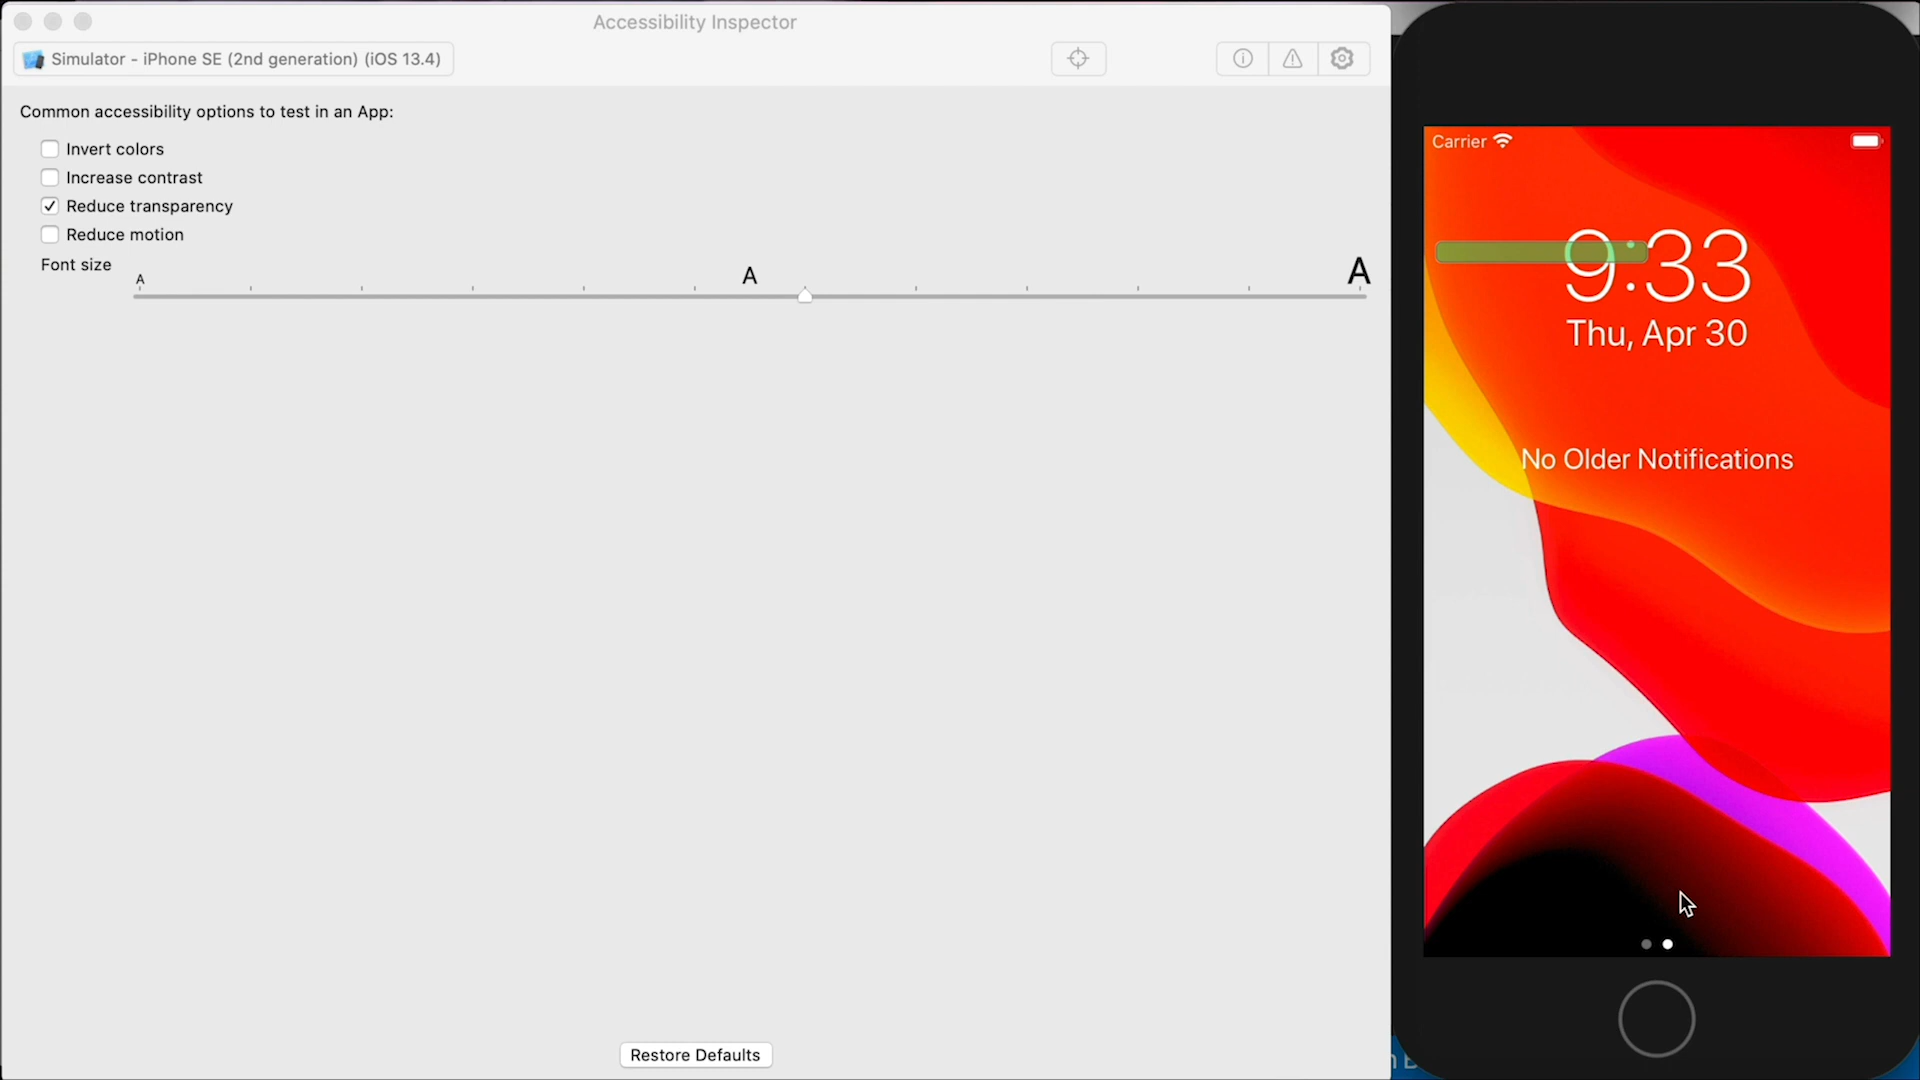 Accessibility Inspector
Simulator - iPhone SE (2nd generation) (iOS 13.4)
Common accessibility options to test in an App:
Invert colors
Increase contrast
Reduce transparency
Reduce motion
Font size
A
A
A
Restore Defaults
Carrier
9:33
Thu, Apr 30
No Older Notifications